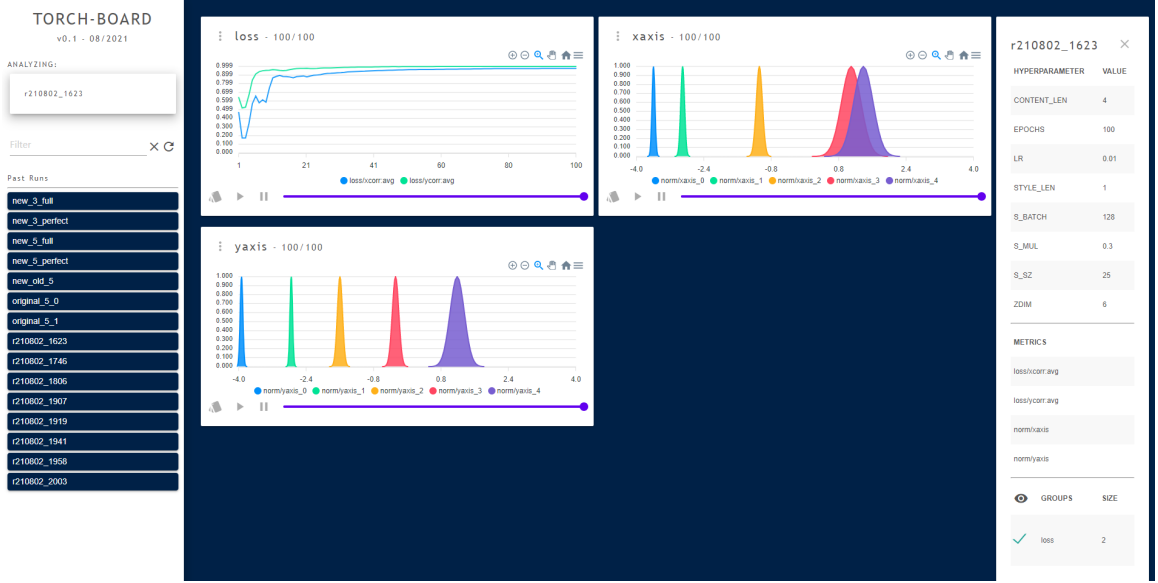 TORCH-BOARD
v0.1 - 08/2021
ANALYZING:
r210802_1623
Filter
Past Runs
new_3_full
new_3_perfect
new_5_full
new_5_perfect
new_old_5
original_5_0
original_5_1
r210802_1623
r210802_1746
r210802_1806
r210802_1907
r210802_1919
r210802_1941
r210802_1958
r210802_2003
loss - 100/100
0.999
0.899
0.799
0.699
0.599
0.499
0.400
0.300
0.200
0.100
0.000
1 21 41 60 80 100
loss/xcorr:avg loss/ycorr:avg
xaxis - 100/100
1.000
0.900
0.800
0.700
0.600
0.500
0.400
0.300
0.200
0.100
0.000
-4.0 -2.4 -0.8 0.8 2.4 4.0
norm/xaxis_0 norm/xaxis_1 norm/xaxis_2 norm/xaxis_3 norm/xaxis_4
yaxis - 100/100
1.000
0.900
0.800
0.700
0.600
0.500
0.400
0.300
0.200
0.100
0.000
-4.0 -2.4 -0.8 0.8 2.4 4.0
norm/yaxis_0 norm/yaxis_1 norm/yaxis_2 norm/yaxis_3 norm/yaxis_4
r210802_1623
HYPERPARAMETER VALUE
CONTENT_LEN 4
EPOCHS 100
LR 0.01
STYLE_LEN 1
S_BATCH 128
S_MUL 0.3
S_SZ 25
ZDIM 6
METRICS
loss/xcorr:avg
loss/ycorr:avg
norm/xaxis
norm/yaxis
GROUPS SIZE
loss 2